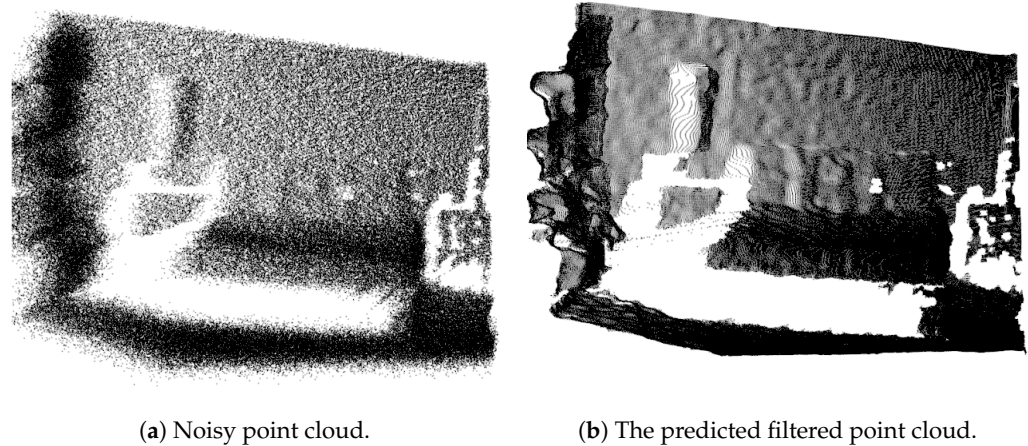 (a) Noisy point cloud.
(b) The predicted filtered point cloud.